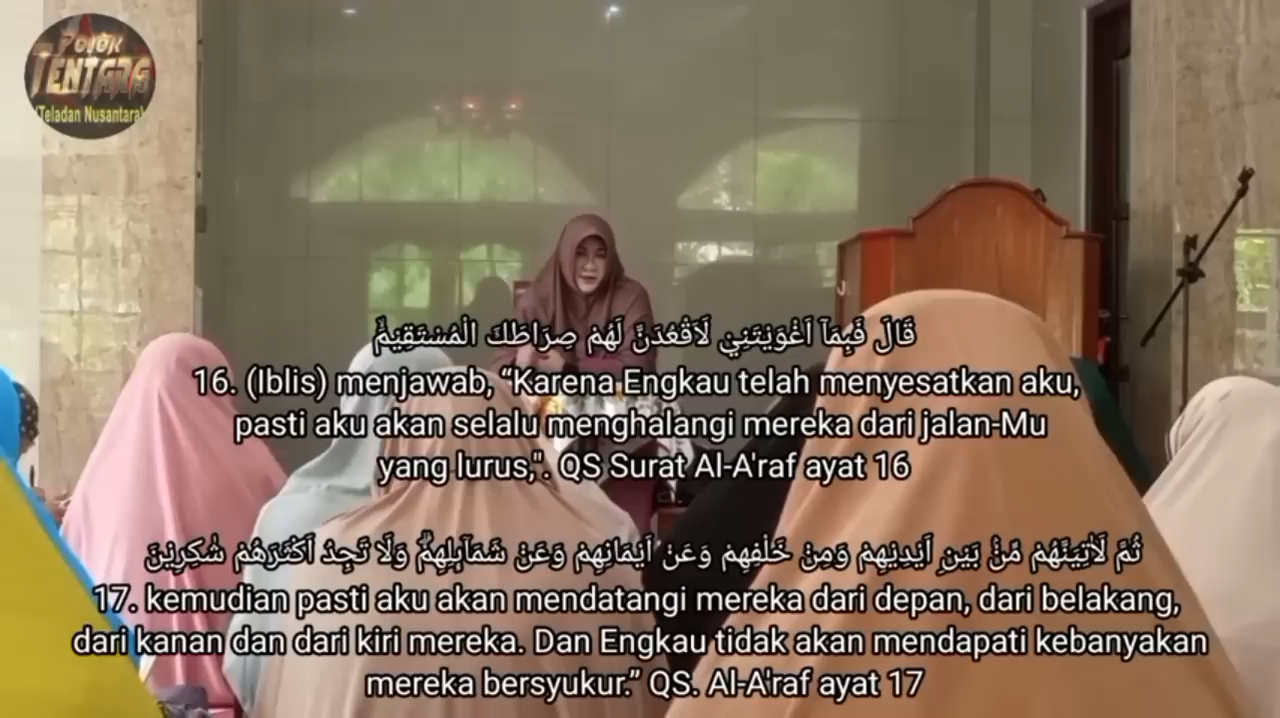 Pojok
TENTARA
(Teladan Nusantara)
قَالَ فَبِمَآ اَغْوَيْتَنِيْ لَاَقْعُدَنَّ لَهُمْ صِرَاطَكَ الْمُسْتَقِيْمَۙ
16. (Iblis) menjawab, “Karena Engkau telah menyesatkan aku,
pasti aku akan selalu menghalangi mereka dari jalan-Mu
yang lurus,". QS Surat Al-A'raf ayat 16
ثُمَّ لَاٰتِيَنَّهُمْ مِّنْۢ بَيْنِ اَيْدِيْهِمْ وَمِنْ خَلْفِهِمْ وَعَنْ اَيْمَانِهِمْ وَعَنْ شَمَاۤىِٕلِهِمْۗ وَلَا تَجِدُ اَكْثَرَهُمْ شٰكِرِيْنَ
17. kemudian pasti aku akan mendatangi mereka dari depan, dari belakang,
dari kanan dan dari kiri mereka. Dan Engkau tidak akan mendapati kebanyakan
mereka bersyukur.” QS. Al-A'raf ayat 17